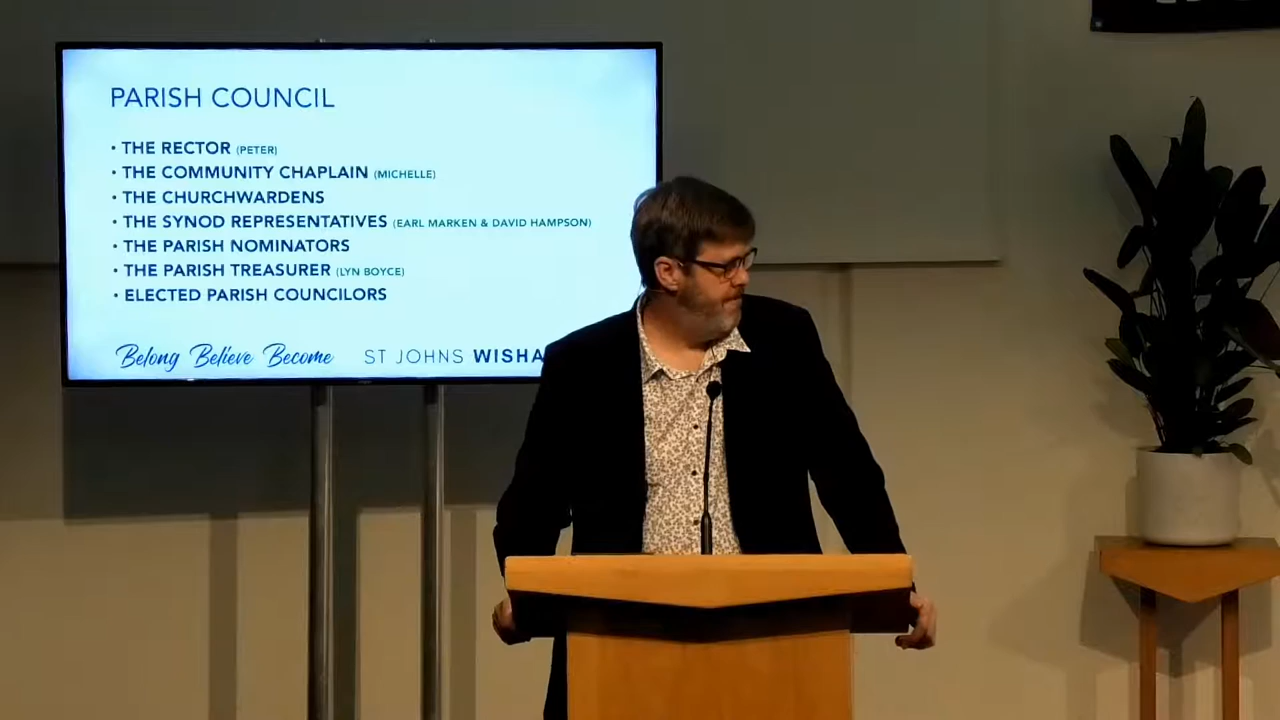 PARISH COUNCIL
• THE RECTOR (PETER)
• THE COMMUNITY CHAPLAIN (MICHELLE)
• THE CHURCHWARDENS
• THE SYNOD REPRESENTATIVES (EARL MARKEN & DAVID HAMPSON)
• THE PARISH NOMINATORS
• THE PARISH TREASURER (LYN BOYCE)
• ELECTED PARISH COUNCILORS
Belong Believe Become ST JOHNS WISHA